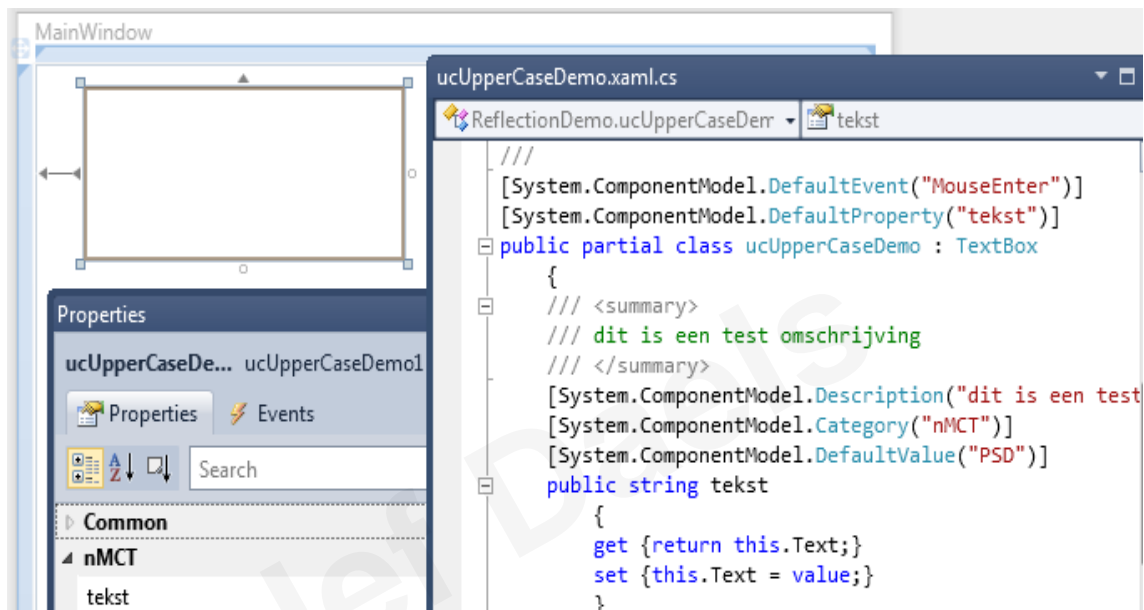 MainWindow
Properties
ucUpperCaseDe... ucUpperCaseDemo1
Properties Events
Search
Common
nMCT
tekst
ucUpperCaseDemo.xaml.cs
ReflectionDemo.ucUpperCaseDem tekst
///
[System.ComponentModel.DefaultEvent("MouseEnter")]
[System.ComponentModel.DefaultProperty("tekst")]
public partial class ucUpperCaseDemo : TextBox
{
/// <summary>
/// dit is een test omschrijving
/// </summary>
[System.ComponentModel.Description("dit is een test
[System.ComponentModel.Category("nMCT")]
[System.ComponentModel.DefaultValue("PSD")]
public string tekst
{
get {return this.Text;}
set {this.Text = value;}
}
ef Daels